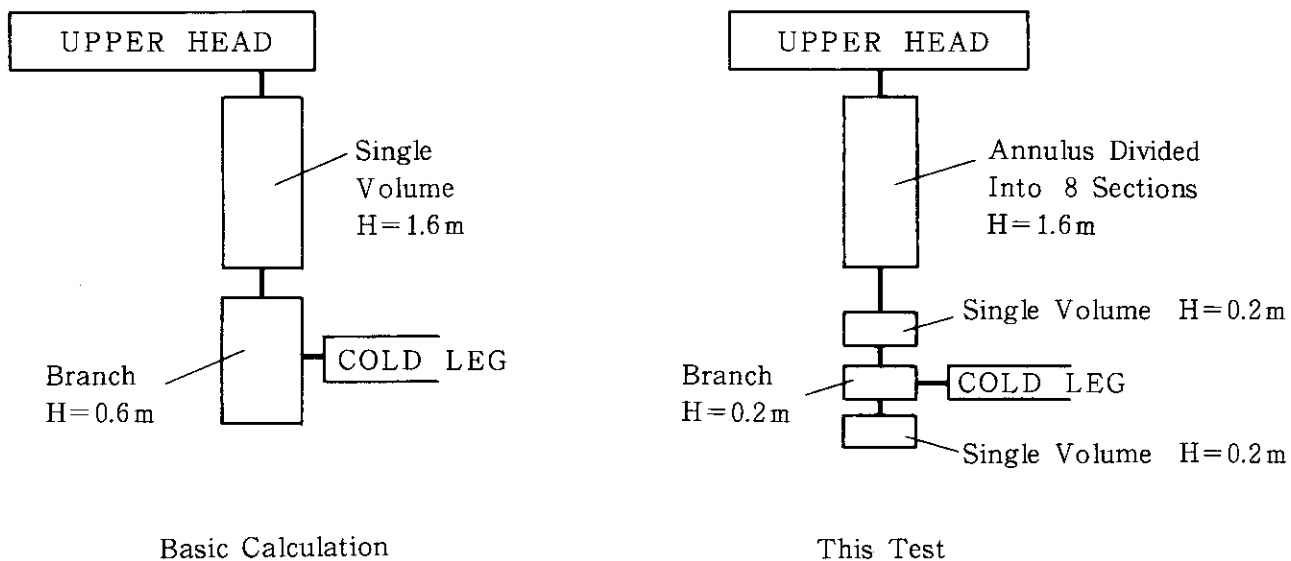 UPPER HEAD
Single
Volume
H=1.6m
Branch
H=0.6m
COLD LEG
Basic Calculation
UPPER HEAD
Annulus Divided
Into 8 Sections
H=1.6m
Single Volume H=0.2m
Branch
H=0.2m
COLD LEG
Single Volume H=0.2m
This Test